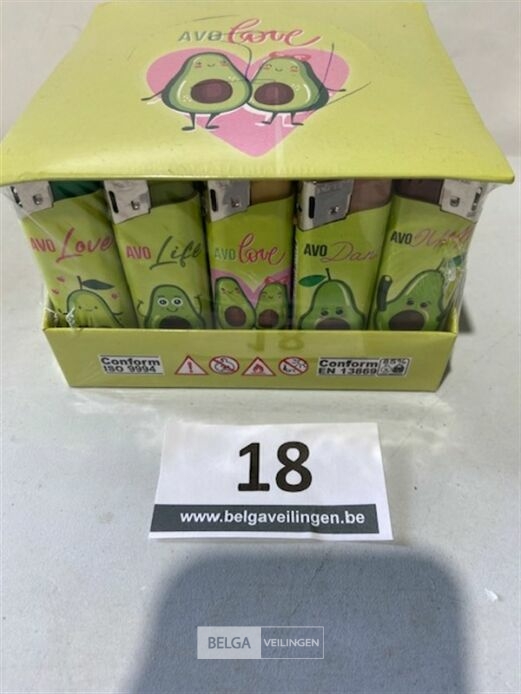 AVO Love
AVO Love
AVO Life
AVO Love
AVO Dan
AVO
18
Conform
ISO 9994
Conform
EN 13869
85%
18
www.belgaveilingen.be
BELGA VEILINGEN